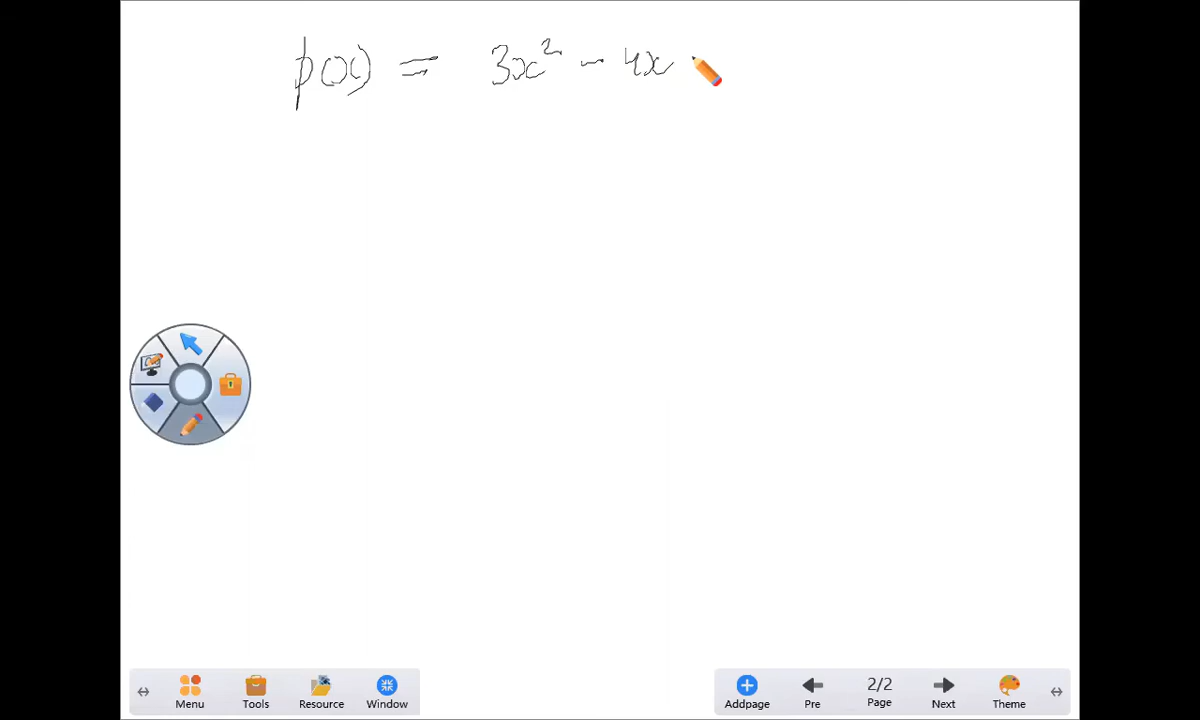 p(x) = 3x² - 4x
Menu Tools Resource Window Addpage Pre 2/2 Page Next Theme